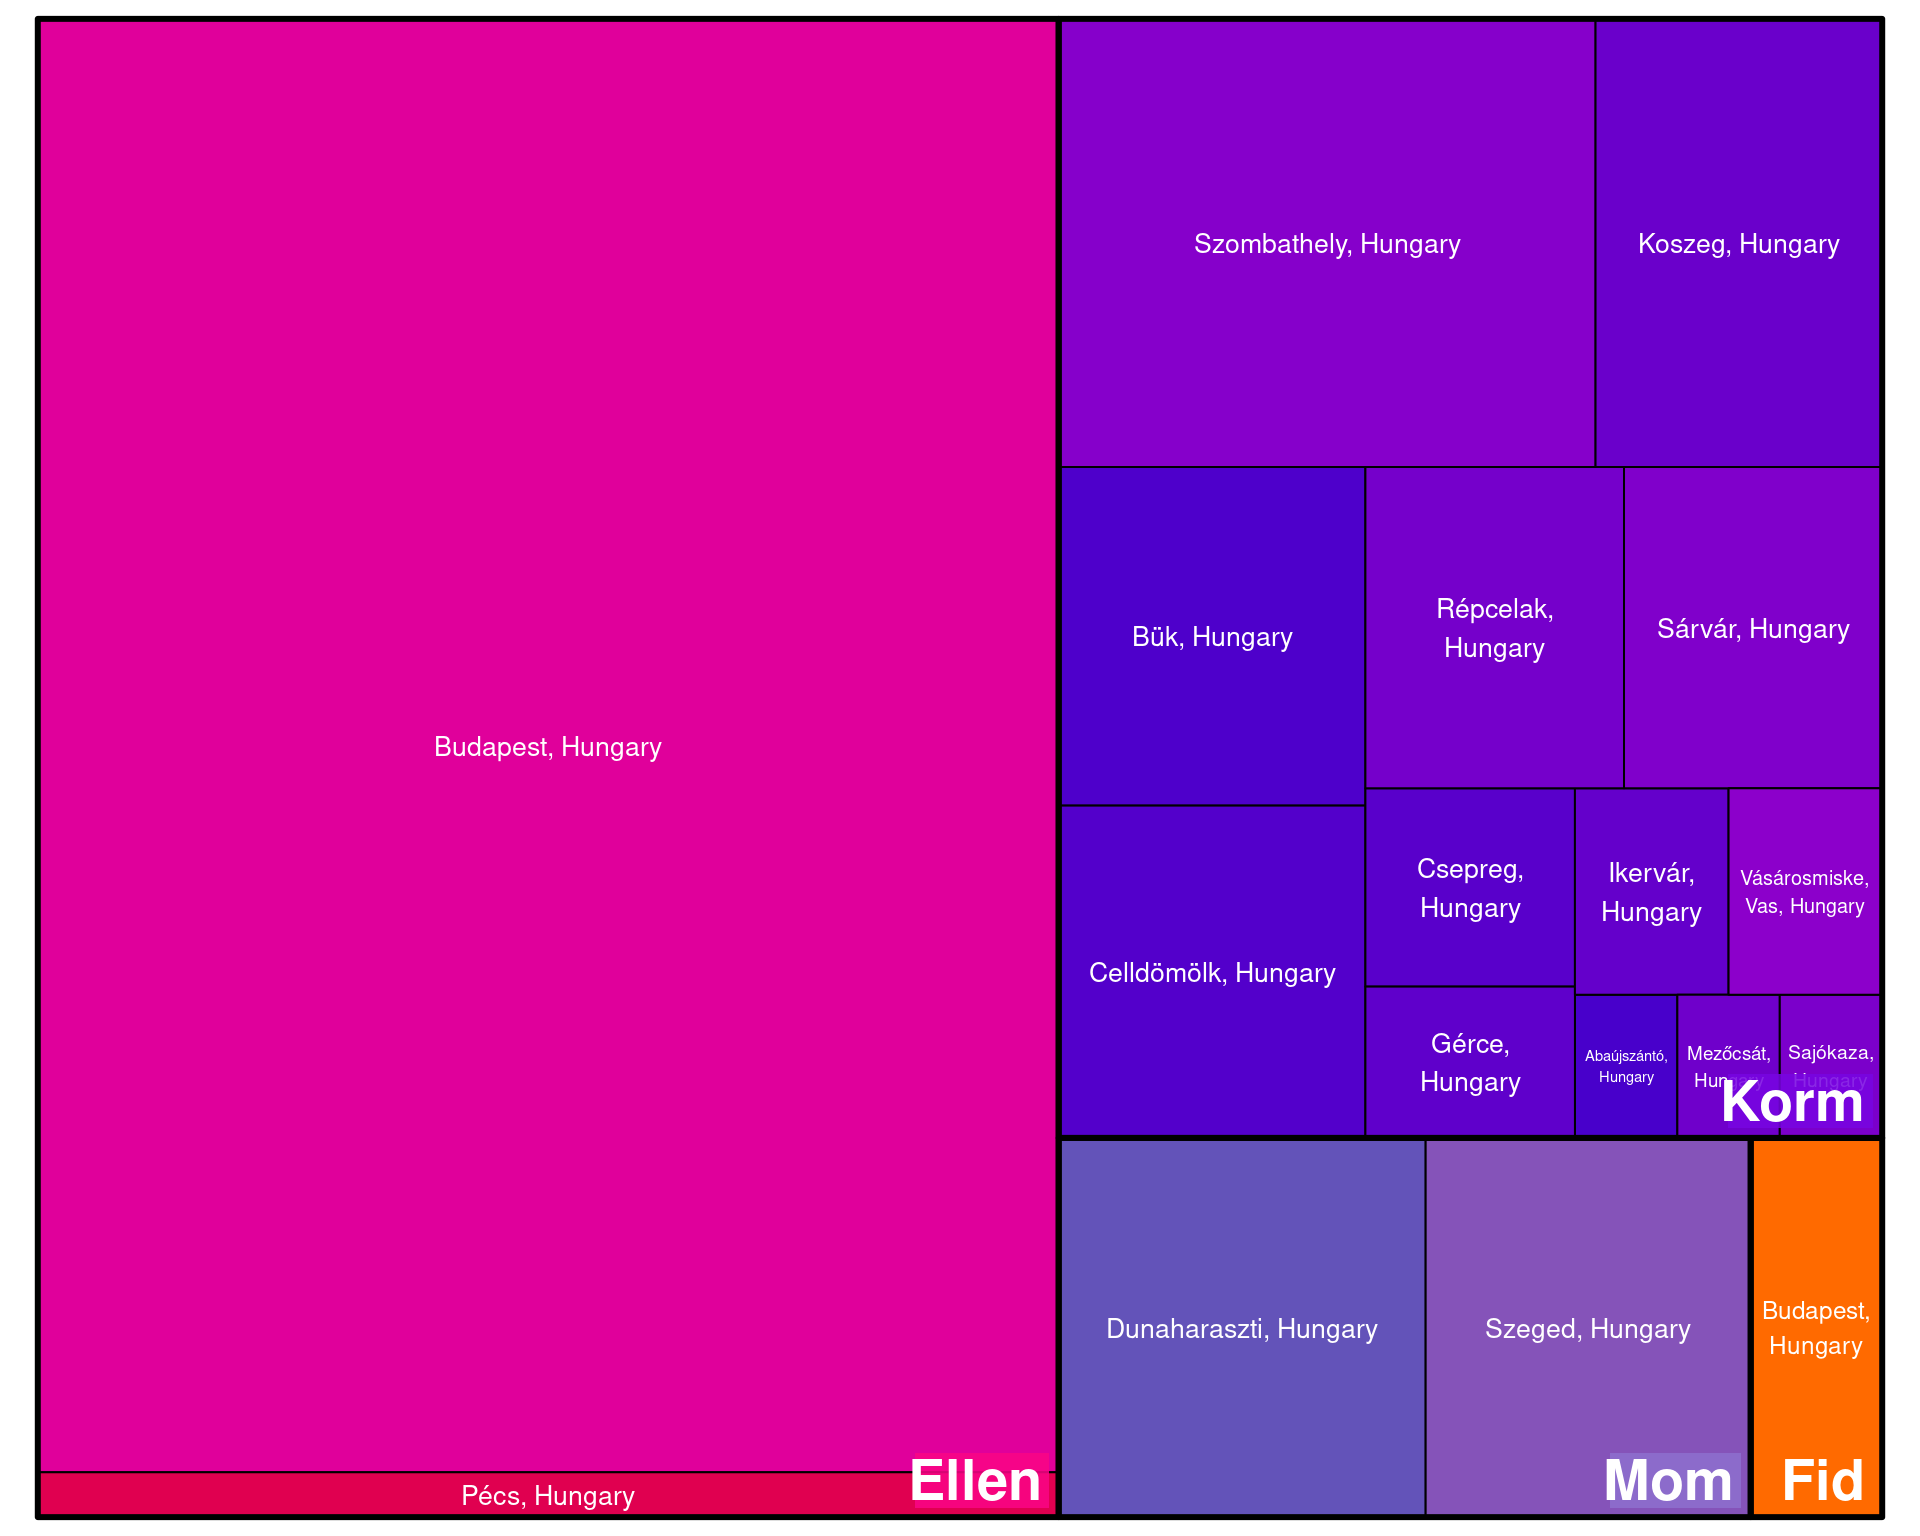 Budapest, Hungary
Pécs, Hungary
Ellen
Szombathely, Hungary
Koszeg, Hungary
Bük, Hungary
Répcelak,
Hungary
Sárvár, Hungary
Celldömölk, Hungary
Csepreg,
Hungary
Ikervár,
Hungary
Vásárosmiske,
Vas, Hungary
Gérce,
Hungary
Abaújszántó,
Hungary
Mezőcsát,
Hungary
Sajókaza,
Hungary
Korm
Dunaharaszti, Hungary
Szeged, Hungary
Mom
Budapest,
Hungary
Fid